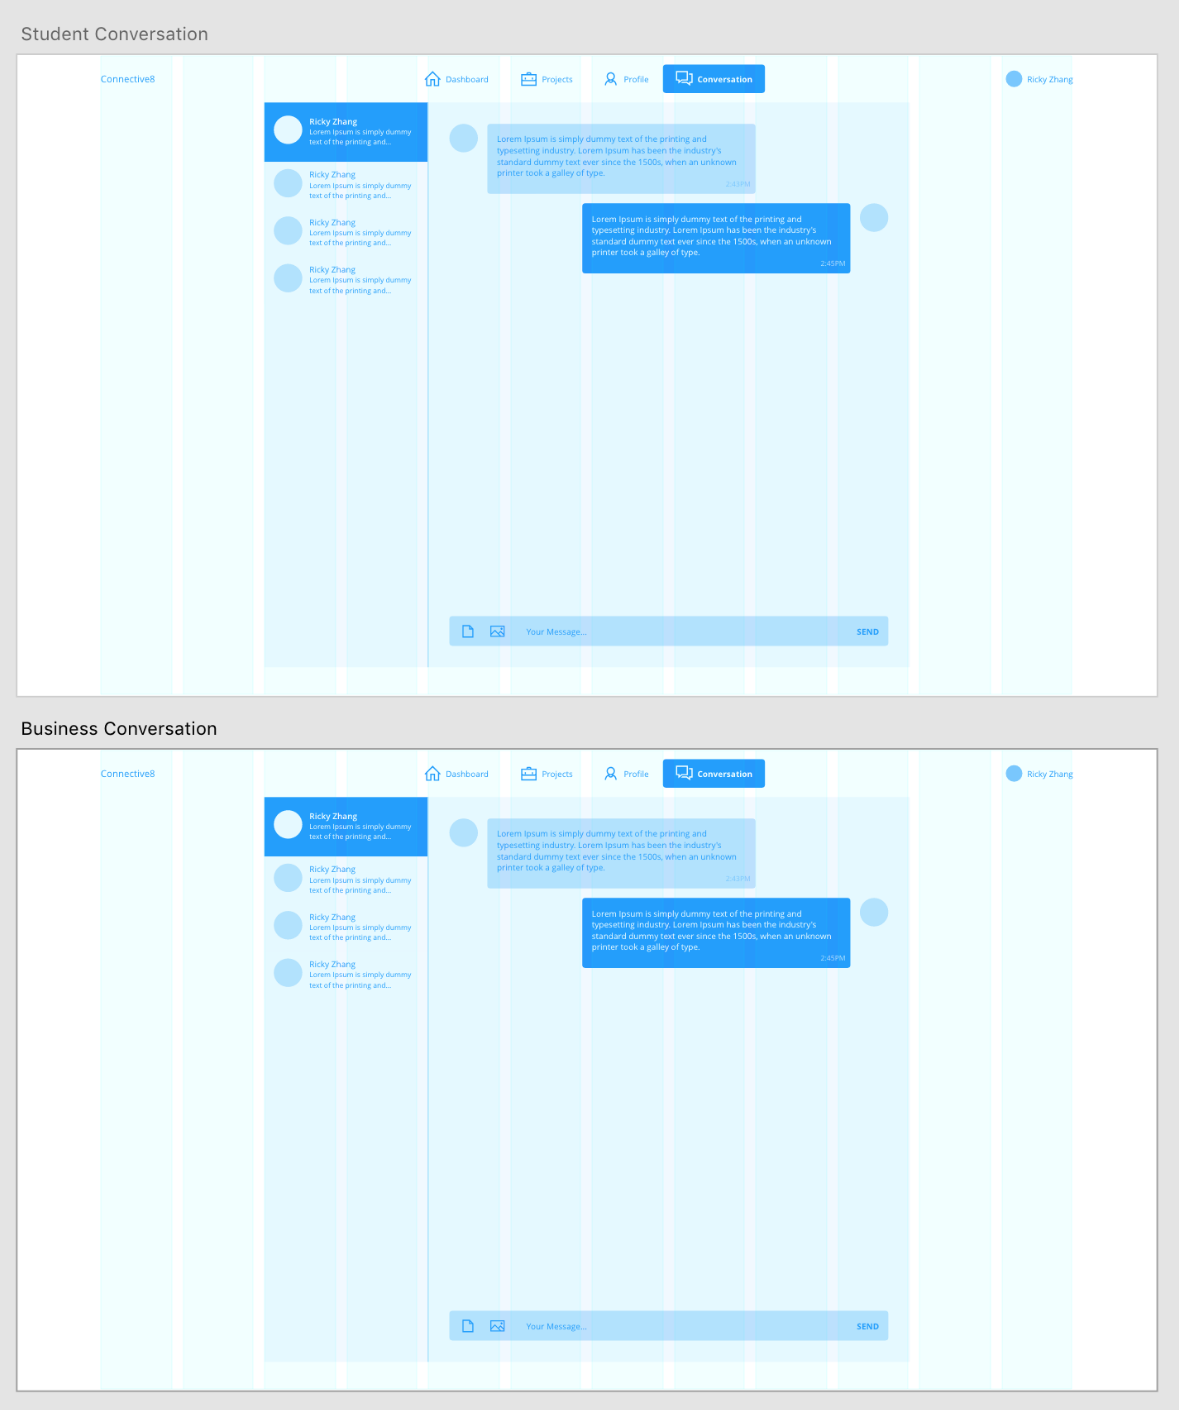 Student Conversation
Connective8
Dashboard
Projects
Profile
Conversation
Ricky Zhang
Ricky Zhang
Lorem Ipsum is simply dummy
text of the printing and...
Ricky Zhang
Lorem Ipsum is simply dummy
text of the printing and...
Ricky Zhang
Lorem Ipsum is simply dummy
text of the printing and...
Ricky Zhang
Lorem Ipsum is simply dummy
text of the printing and...
Lorem Ipsum is simply dummy text of the printing and
typesetting industry. Lorem Ipsum has been the industry's
standard dummy text ever since the 1500s, when an unknown
printer took a galley of type.
2:43PM
Lorem Ipsum is simply dummy text of the printing and
typesetting industry. Lorem Ipsum has been the industry's
standard dummy text ever since the 1500s, when an unknown
printer took a galley of type.
2:45PM
Your Message...
SEND
Business Conversation
Connective8
Dashboard
Projects
Profile
Conversation
Ricky Zhang
Ricky Zhang
Lorem Ipsum is simply dummy
text of the printing and...
Ricky Zhang
Lorem Ipsum is simply dummy
text of the printing and...
Ricky Zhang
Lorem Ipsum is simply dummy
text of the printing and...
Ricky Zhang
Lorem Ipsum is simply dummy
text of the printing and...
Lorem Ipsum is simply dummy text of the printing and
typesetting industry. Lorem Ipsum has been the industry's
standard dummy text ever since the 1500s, when an unknown
printer took a galley of type.
2:43PM
Lorem Ipsum is simply dummy text of the printing and
typesetting industry. Lorem Ipsum has been the industry's
standard dummy text ever since the 1500s, when an unknown
printer took a galley of type.
2:45PM
Your Message...
SEND